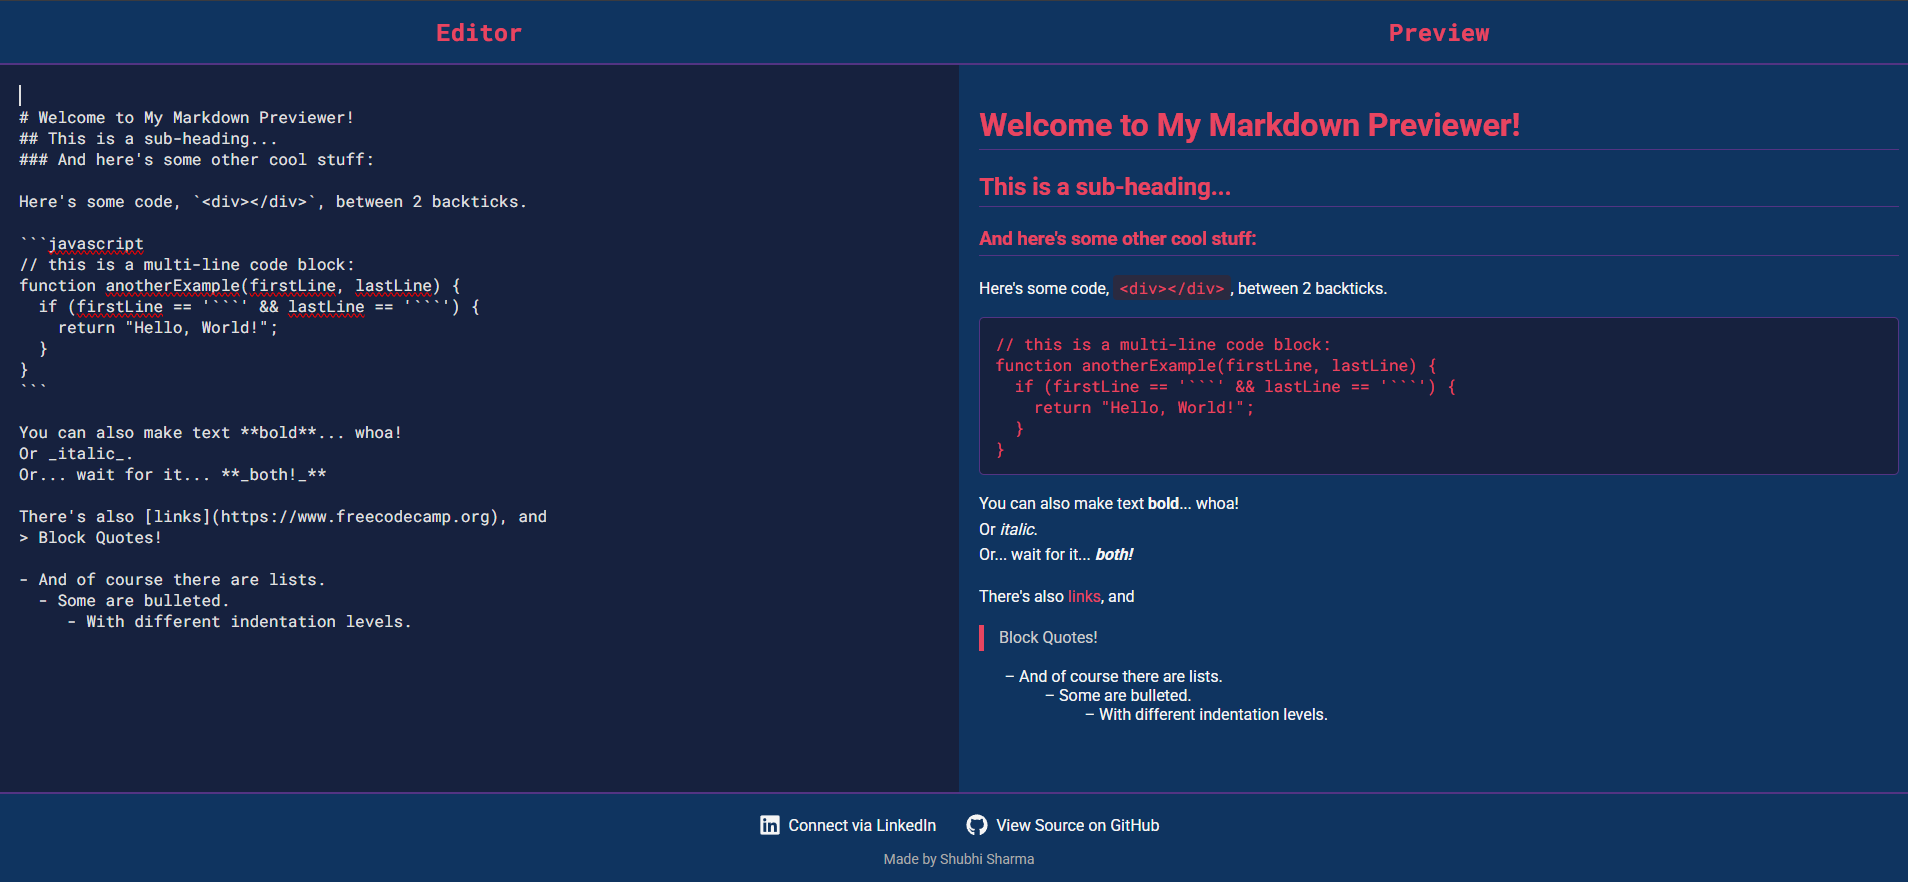 Editor
Preview
# Welcome to My Markdown Previewer!
## This is a sub-heading...
### And here's some other cool stuff:
Here's some code, `<div></div>`, between 2 backticks.
```javascript
// this is a multi-line code block:
function anotherExample(firstLine, lastLine) {
  if (firstLine == '```' && lastLine == '```') {
    return "Hello, World!";
  }
}
```
You can also make text **bold**... whoa!
Or _italic_.
Or... wait for it... **_both!_**
There's also [links](https://www.freecodecamp.org), and
> Block Quotes!
- And of course there are lists.
  - Some are bulleted.
     - With different indentation levels.
Welcome to My Markdown Previewer!
This is a sub-heading...
And here's some other cool stuff:
Here's some code, <div></div>, between 2 backticks.
// this is a multi-line code block:
function anotherExample(firstLine, lastLine) {
  if (firstLine == '```' && lastLine == '```') {
    return "Hello, World!";
  }
}
You can also make text bold... whoa!
Or italic.
Or... wait for it... both!
There's also links, and
Block Quotes!
– And of course there are lists.
– Some are bulleted.
– With different indentation levels.
Connect via LinkedIn
View Source on GitHub
Made by Shubhi Sharma